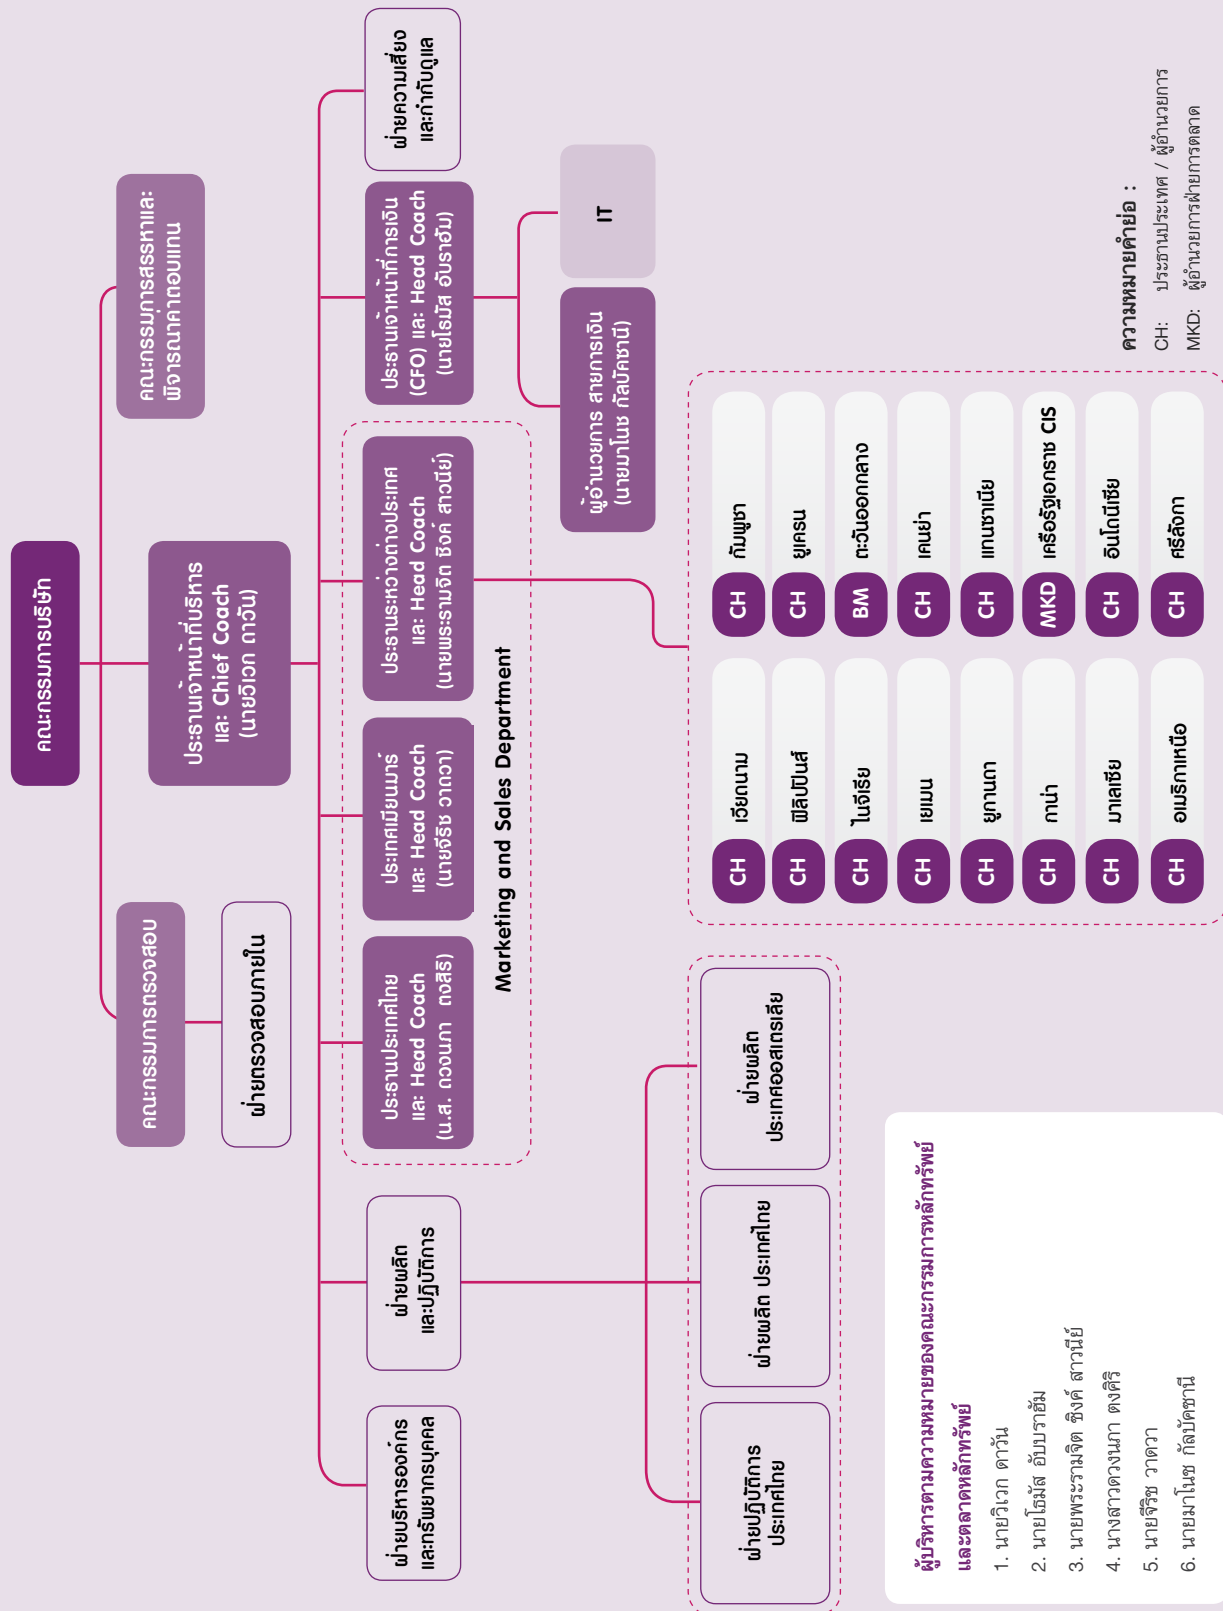 คณะกรรมการบริษัท
คณะกรรมการตรวจสอบ
คณะกรรมการสรรหาและ
พิจารณาค่าตอบแทน
ประธานเจ้าหน้าที่บริหาร
และ Chief Coach
(นายวิเวก ดาวัน)
ฝ่ายตรวจสอบภายใน
ฝ่ายบริหารองค์กร
และทรัพยากรบุคคล
ฝ่ายผลิต
และปฏิบัติการ
ประธานประเทศไทย
และ Head Coach
(น.ส. ดวงนภา ตงสิริ)
ประเทศเมียนมาร์
และ Head Coach
(นายจีริช วาดวา)
ประธานระหว่างต่างประเทศ
และ Head Coach
(นายพระรามจิต ซิงค์ สาวนีย์)
ประธานเจ้าหน้าที่การเงิน
(CFO) และ Head Coach
(นายโธมัส อับราฮัม)
ฝ่ายความเสี่ยง
และกำกับดูแล
Marketing and Sales Department
ผู้อำนวยการ สายการเงิน
(นายมาโนช กัลบัคซานี)
IT
ฝ่ายปฏิบัติการ
ประเทศไทย
ฝ่ายผลิต ประเทศไทย
ฝ่ายผลิต
ประเทศออสเตรเลีย
CH เวียดนาม
CH กัมพูชา
CH ฟิลิปปินส์
CH ยูเครน
CH ไนจีเรีย
BM ตะวันออกกลาง
CH เยเมน
CH เคนย่า
CH ยูกานดา
CH แทนซาเนีย
CH กาน่า
MKD เครือรัฐเอกราช CIS
CH มาเลเซีย
CH อินโดนีเซีย
CH อเมริกาเหนือ
CH ศรีลังกา
ผู้บริหารตามความหมายของคณะกรรมการหลักทรัพย์
และตลาดหลักทรัพย์
1. นายวิเวก ดาวัน
2. นายโธมัส อับบราฮัม
3. นายพระรามจิต ซิงค์ สาวนีย์
4. นางสาวดวงนภา ตงศิริ
5. นายจีริช วาดวา
6. นายมาโนช กัลบัคซานี
ความหมายคำย่อ :
CH: ประธานประเทศ / ผู้อำนวยการ
MKD: ผู้อำนวยการฝ่ายการตลาด